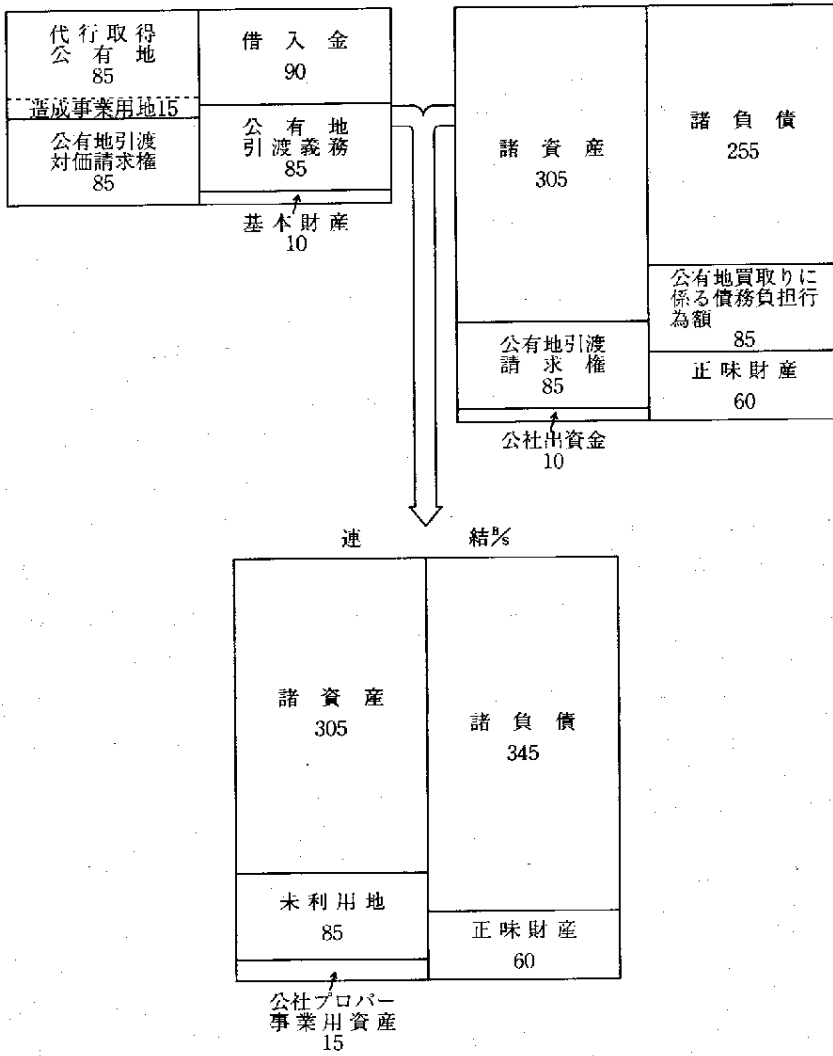 代行取得
公有地
85
造成事業用地15
公有地引渡
対価請求権
85
借入金
90
公有地
引渡義務
85
基本財産
10
諸資産
305
公有地引渡
請求権
85
公社出資金
10
諸負債
255
公有地買取りに
係る債務負担行
為額
85
正味財産
60
連結B/S
諸資産
305
未利用地
85
公社プロパー
事業用資産
15
諸負債
345
正味財産
60